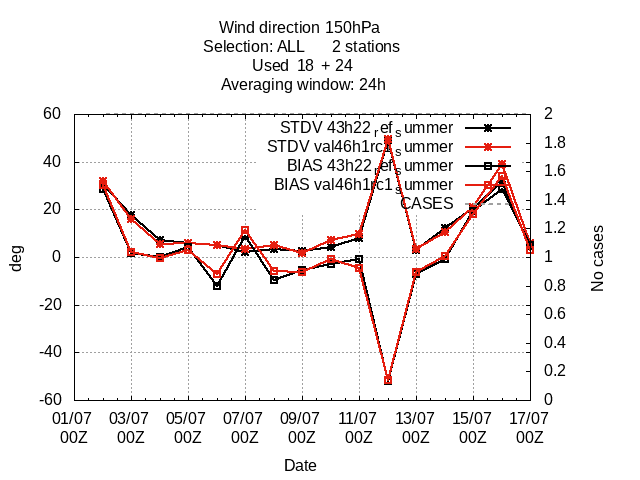 Wind direction 150hPa
Selection: ALL 2 stations
Used 18 + 24
Averaging window: 24h
60 2
STDV 43h22_ref_summer
1.8
STDV val46h1rc1_summer
40 1.6
BIAS 43h22_ref_summer
BIAS val46h1rc1_summer
1.4
CASES
20
1.2
deg
0 1
No cases
0.8
-20
0.6
-40 0.4
0.2
-60 0
01/07 03/07 05/07 07/07 09/07 11/07 13/07 15/07 17/07
00Z 00Z 00Z 00Z 00Z 00Z 00Z 00Z 00Z
Date